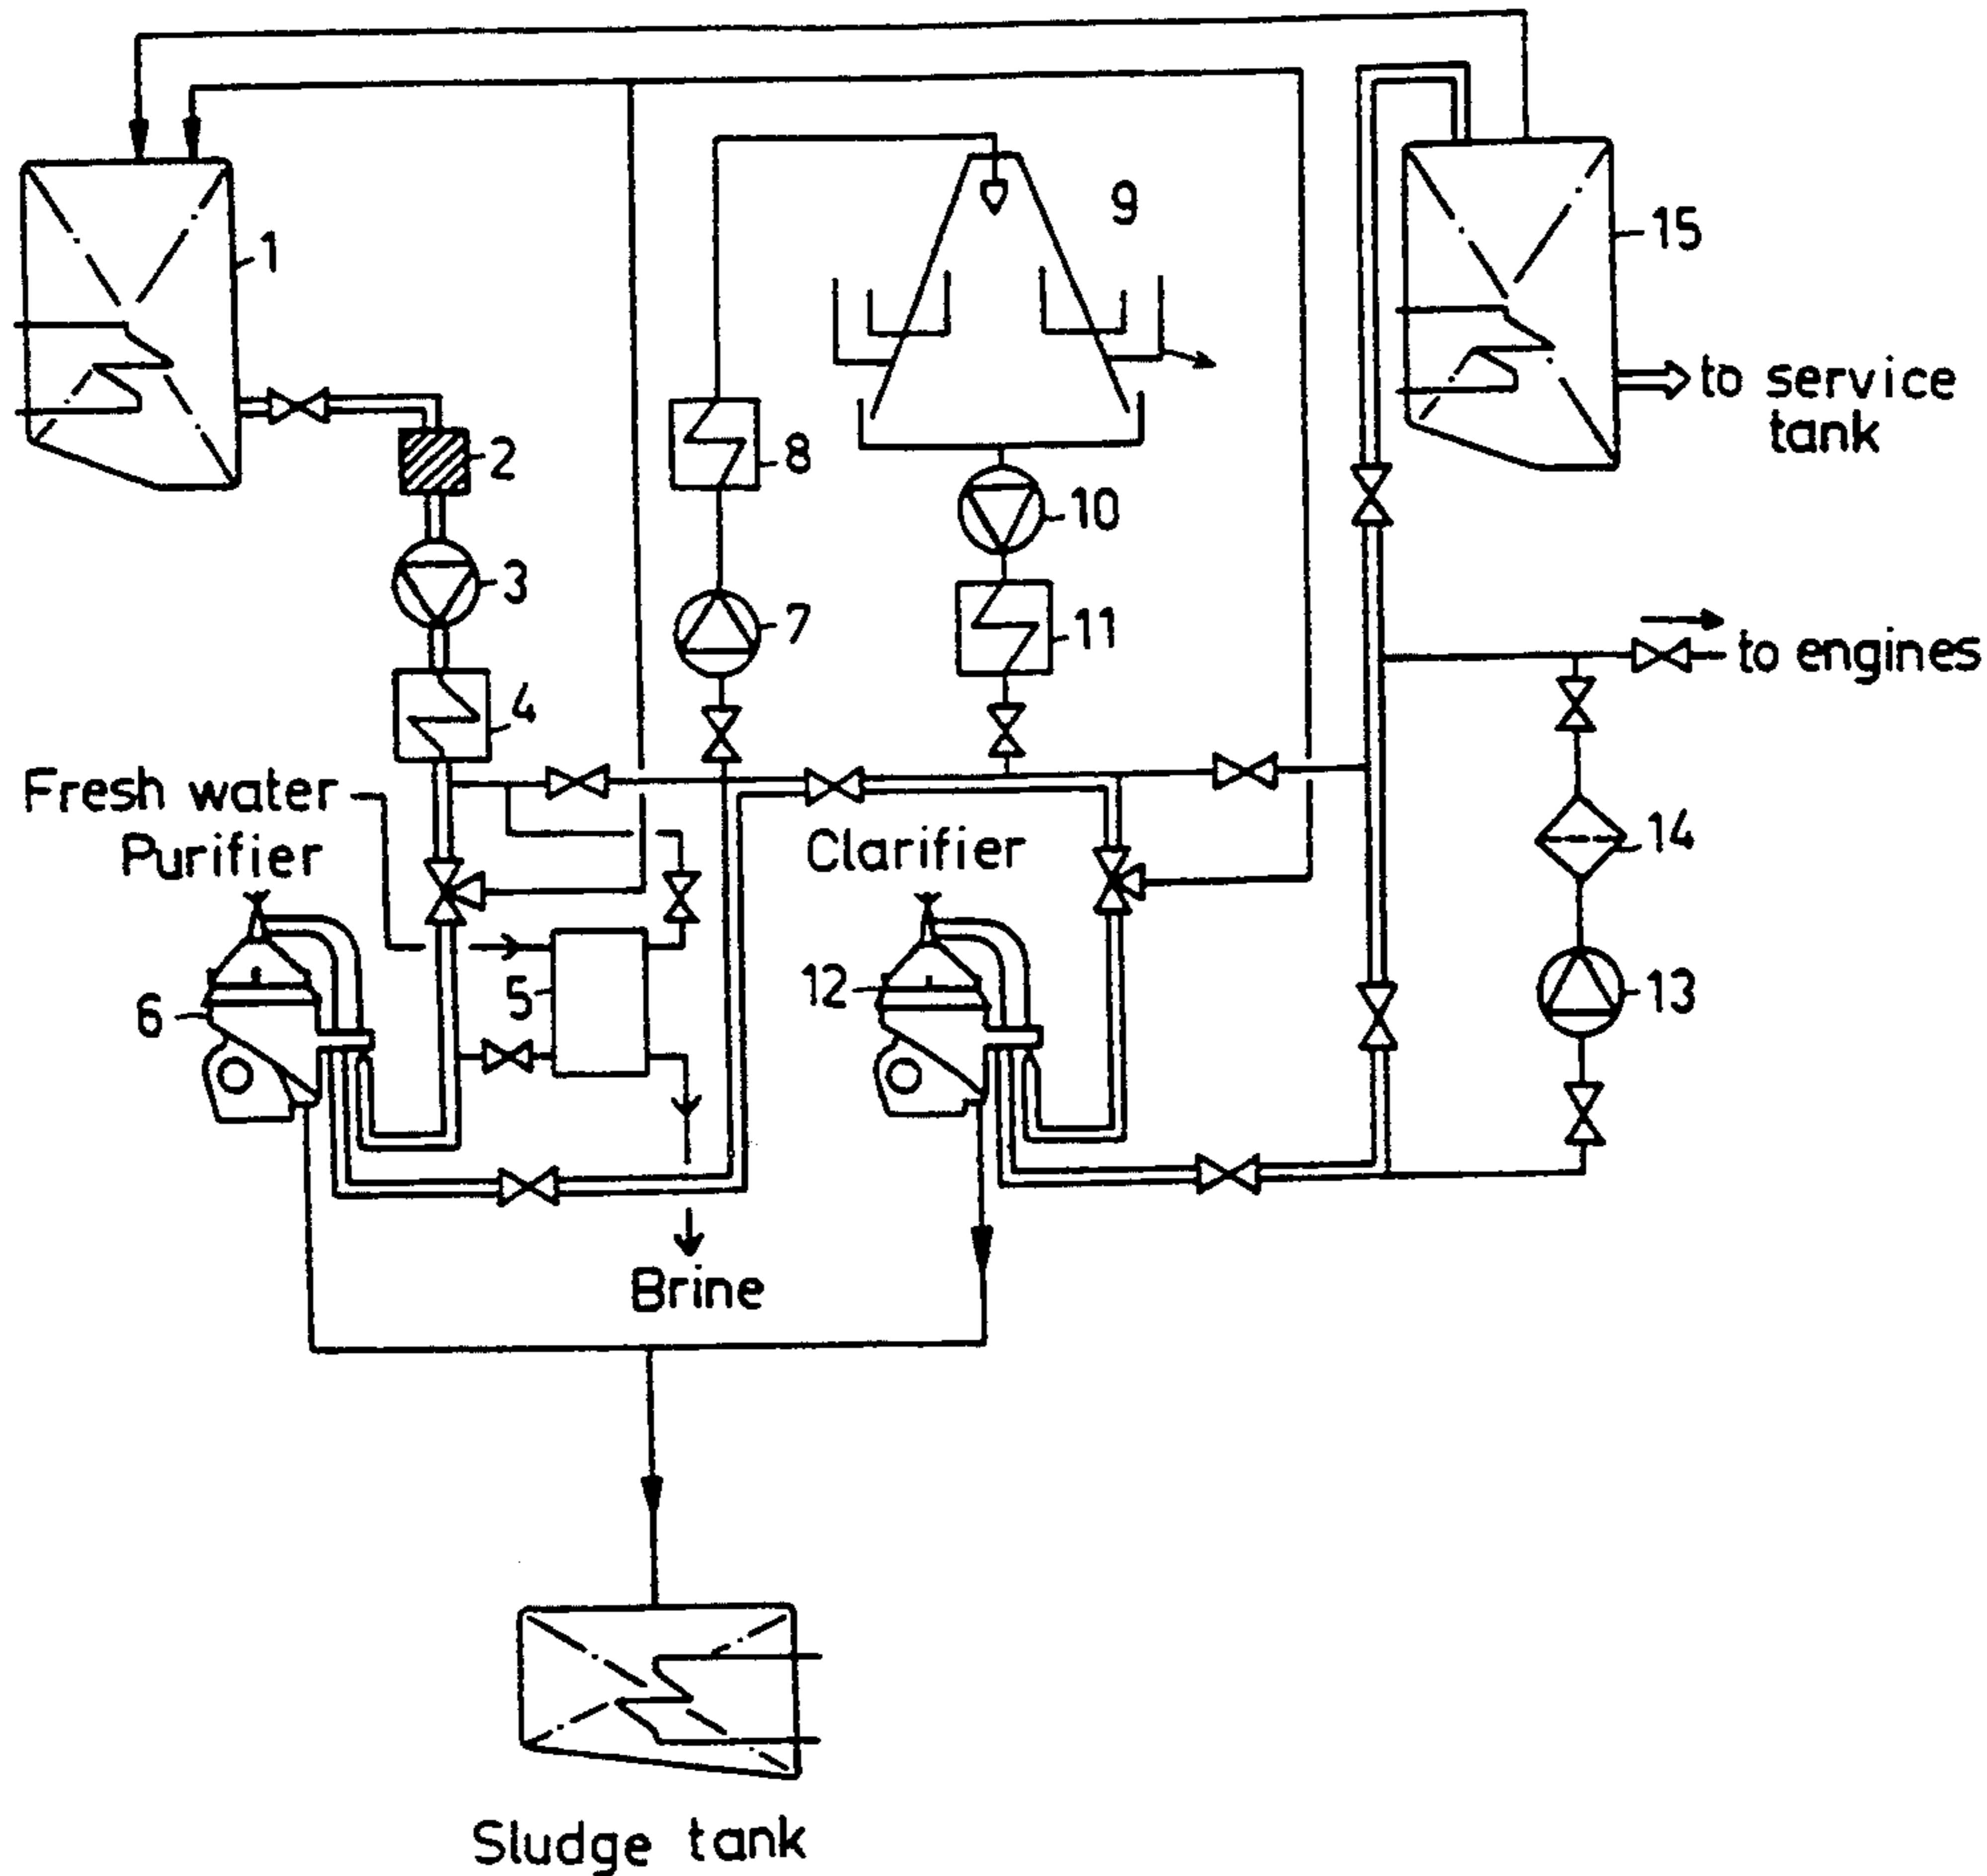 1
2
3
4
5
6
7
8
9
10
11
12
13
14
15
to service
tank
to engines
Fresh water
Purifier
Clarifier
Brine
Sludge tank